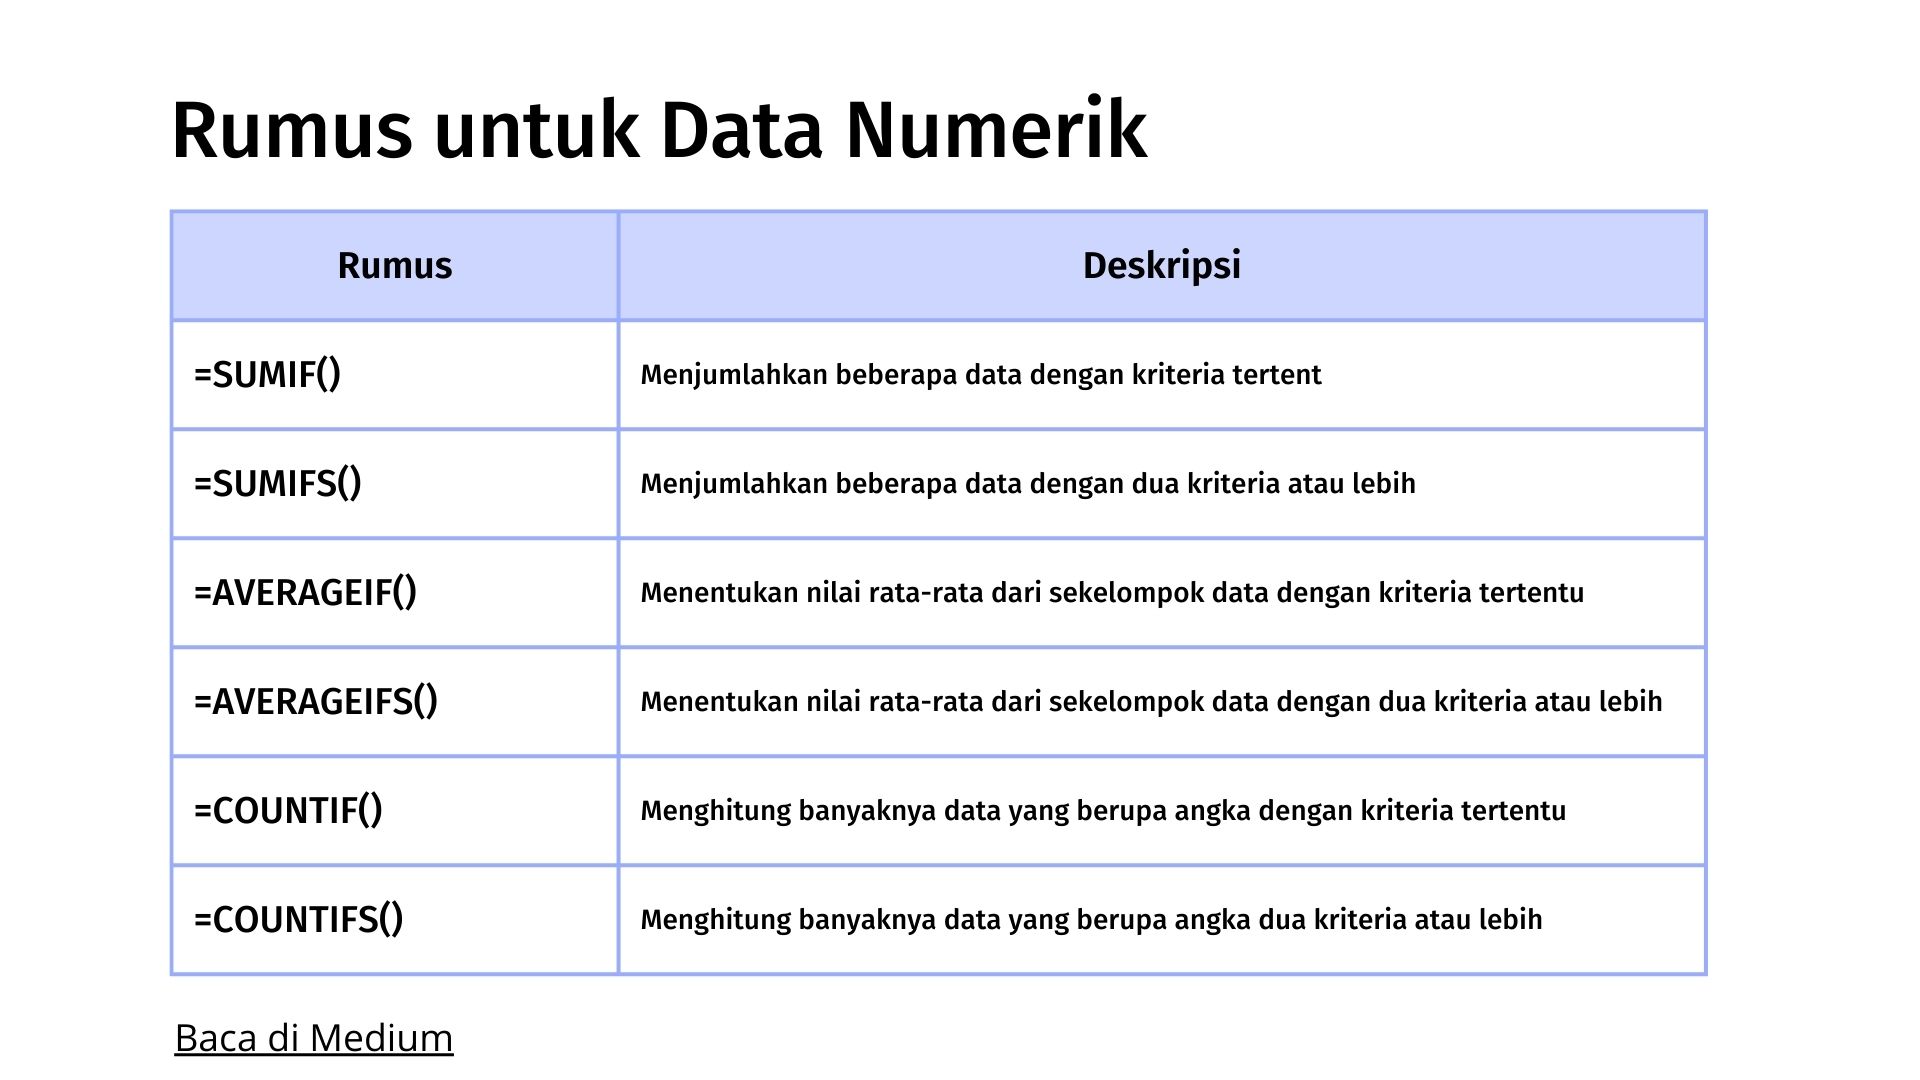 Rumus untuk Data Numerik
Rumus
Deskripsi
=SUMIF()
Menjumlahkan beberapa data dengan kriteria tertent
=SUMIFS()
Menjumlahkan beberapa data dengan dua kriteria atau lebih
=AVERAGEIF()
Menentukan nilai rata-rata dari sekelompok data dengan kriteria tertentu
=AVERAGEIFS()
Menentukan nilai rata-rata dari sekelompok data dengan dua kriteria atau lebih
=COUNTIF()
Menghitung banyaknya data yang berupa angka dengan kriteria tertentu
=COUNTIFS()
Menghitung banyaknya data yang berupa angka dua kriteria atau lebih
Baca di Medium